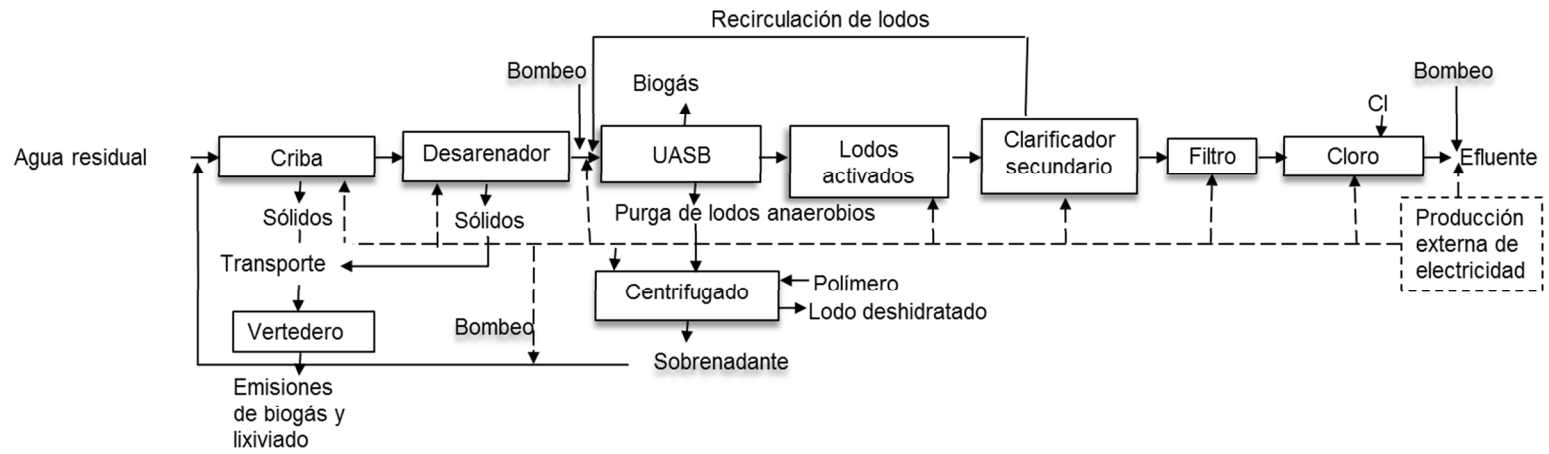 Recirculación de lodos
Bombeo
Biogás
Bombeo
Cl
Agua residual
Criba
Desarenador
UASB
Lodos
activados
Clarificador
secundario
Filtro
Cloro
Efluente
Sólidos
Sólidos
Purga de lodos anaerobios
Producción
externa de
electricidad
Transporte
Centrifugado
Polímero
Lodo deshidratado
Vertedero
Bombeo
Sobrenadante
Emisiones
de biogás y
lixiviado